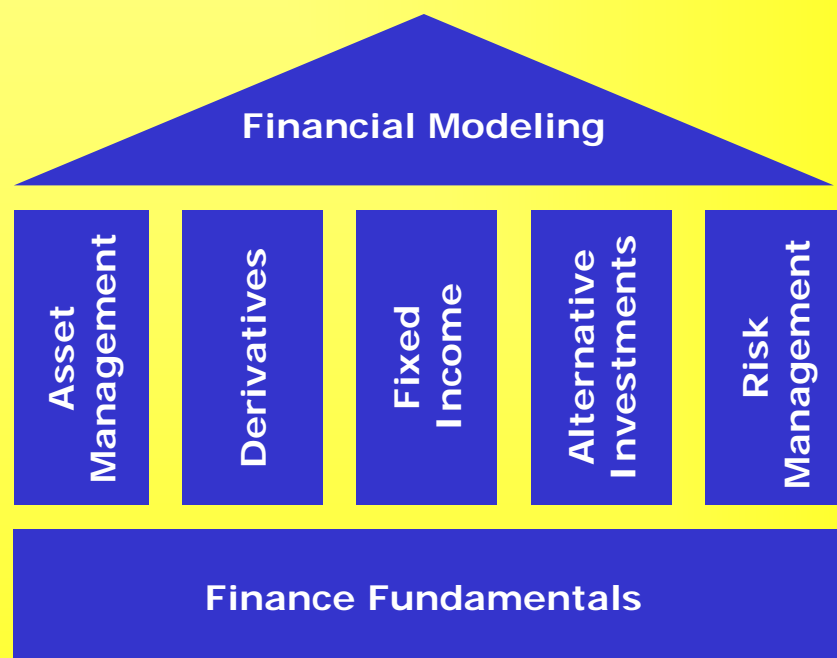 Financial Modeling
Asset
Management
Derivatives
Fixed
Income
Alternative
Investments
Risk
Management
Finance Fundamentals